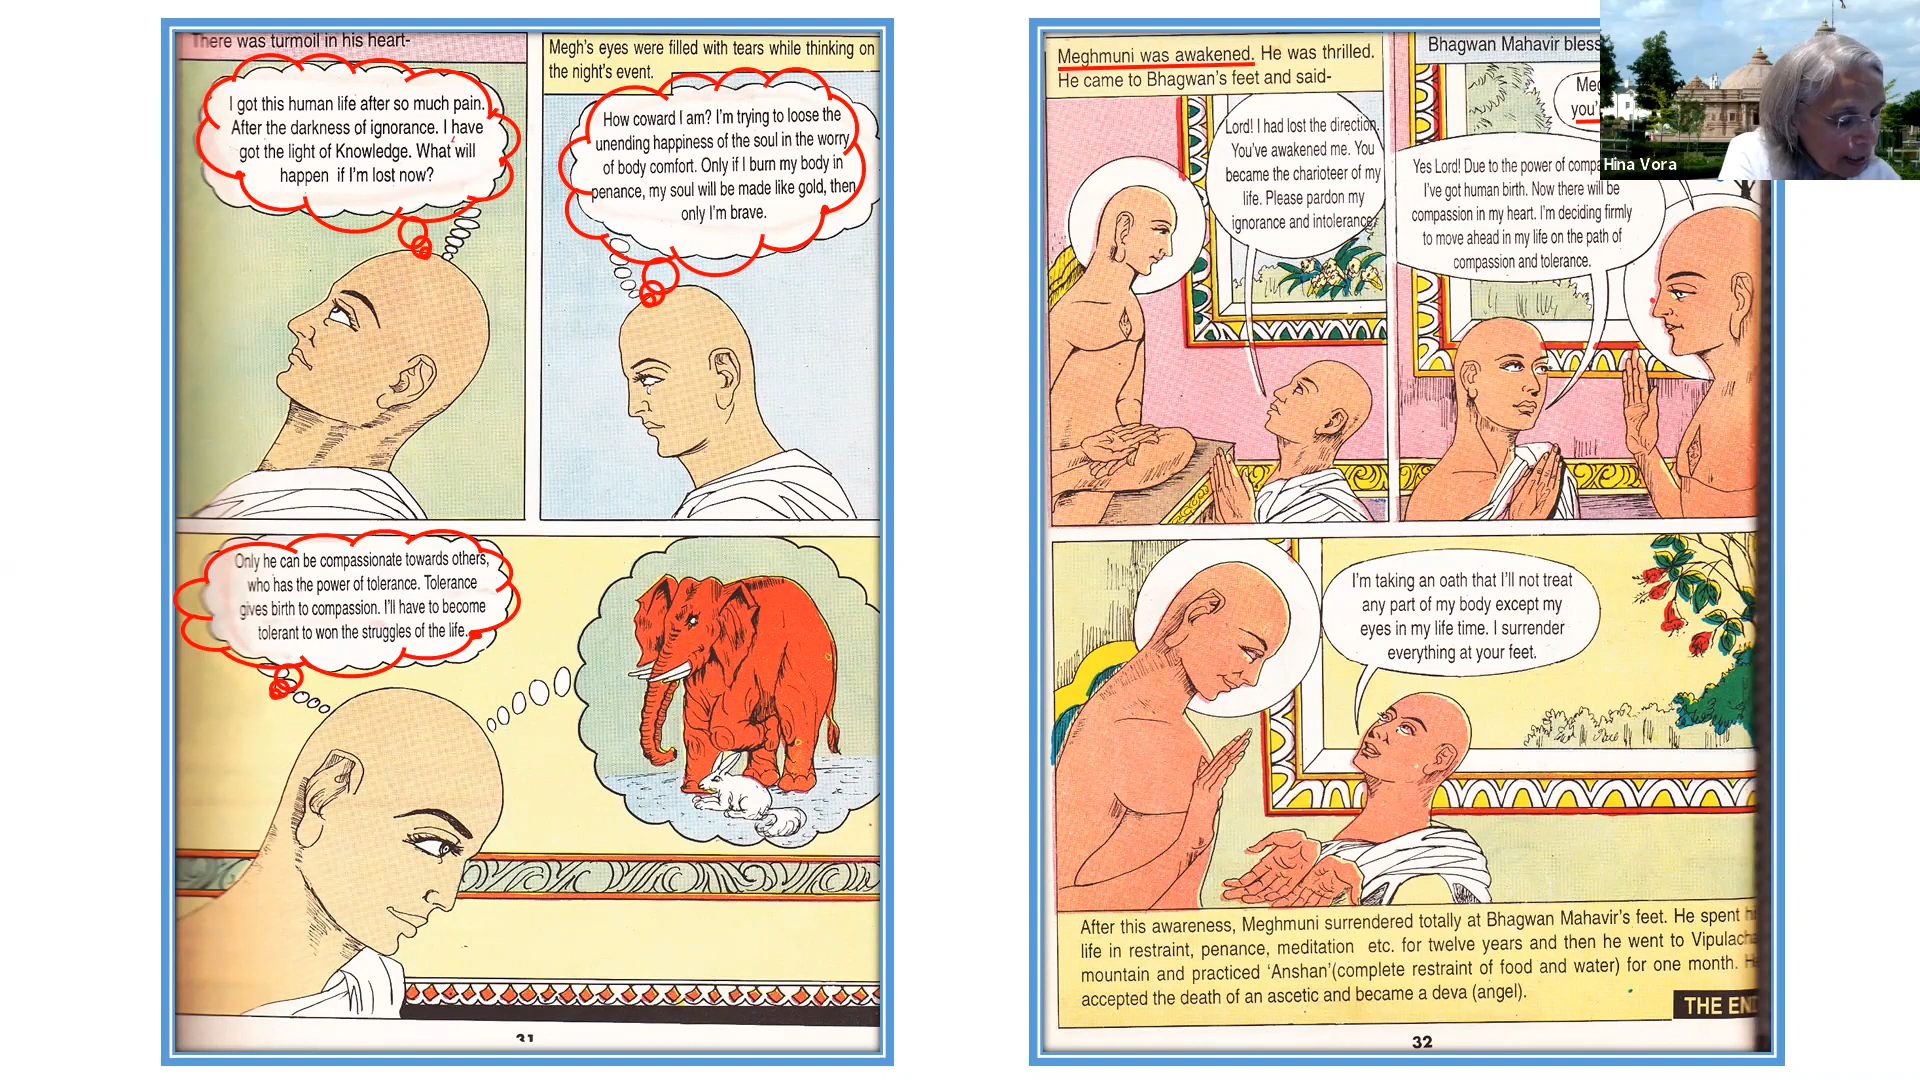 There was turmoil in his heart-
I got this human life after so much pain.
After the darkness of ignorance. I have
got the light of Knowledge. What will
happen if I'm lost now?
Megh's eyes were filled with tears while thinking on
the night's event.
How coward I am? I'm trying to loose the
unending happiness of the soul in the worry
of body comfort. Only if I burn my body in
penance, my soul will be made like gold, then
only I'm brave.
Only he can be compassionate towards others,
who has the power of tolerance. Tolerance
gives birth to compassion. I'll have to become
tolerant to won the struggles of the life.
31
Meghmuni was awakened. He was thrilled.
He came to Bhagwan's feet and said-
Lord! I had lost the direction.
You've awakened me. You
became the charioteer of my
life. Please pardon my
ignorance and intolerance.
Bhagwan Mahavir bless
Meg
you'
Yes Lord! Due to the power of compa
I've got human birth. Now there will be
compassion in my heart. I'm deciding firmly
to move ahead in my life on the path of
compassion and tolerance.
I'm taking an oath that I'll not treat
any part of my body except my
eyes in my life time. I surrender
everything at your feet.
After this awareness, Meghmuni surrendered totally at Bhagwan Mahavir's feet. He spent
life in restraint, penance, meditation etc. for twelve years and then he went to Vipulach
mountain and practiced 'Anshan'(complete restraint of food and water) for one month.
accepted the death of an ascetic and became a deva (angel).
THE END
32
Hina Vora